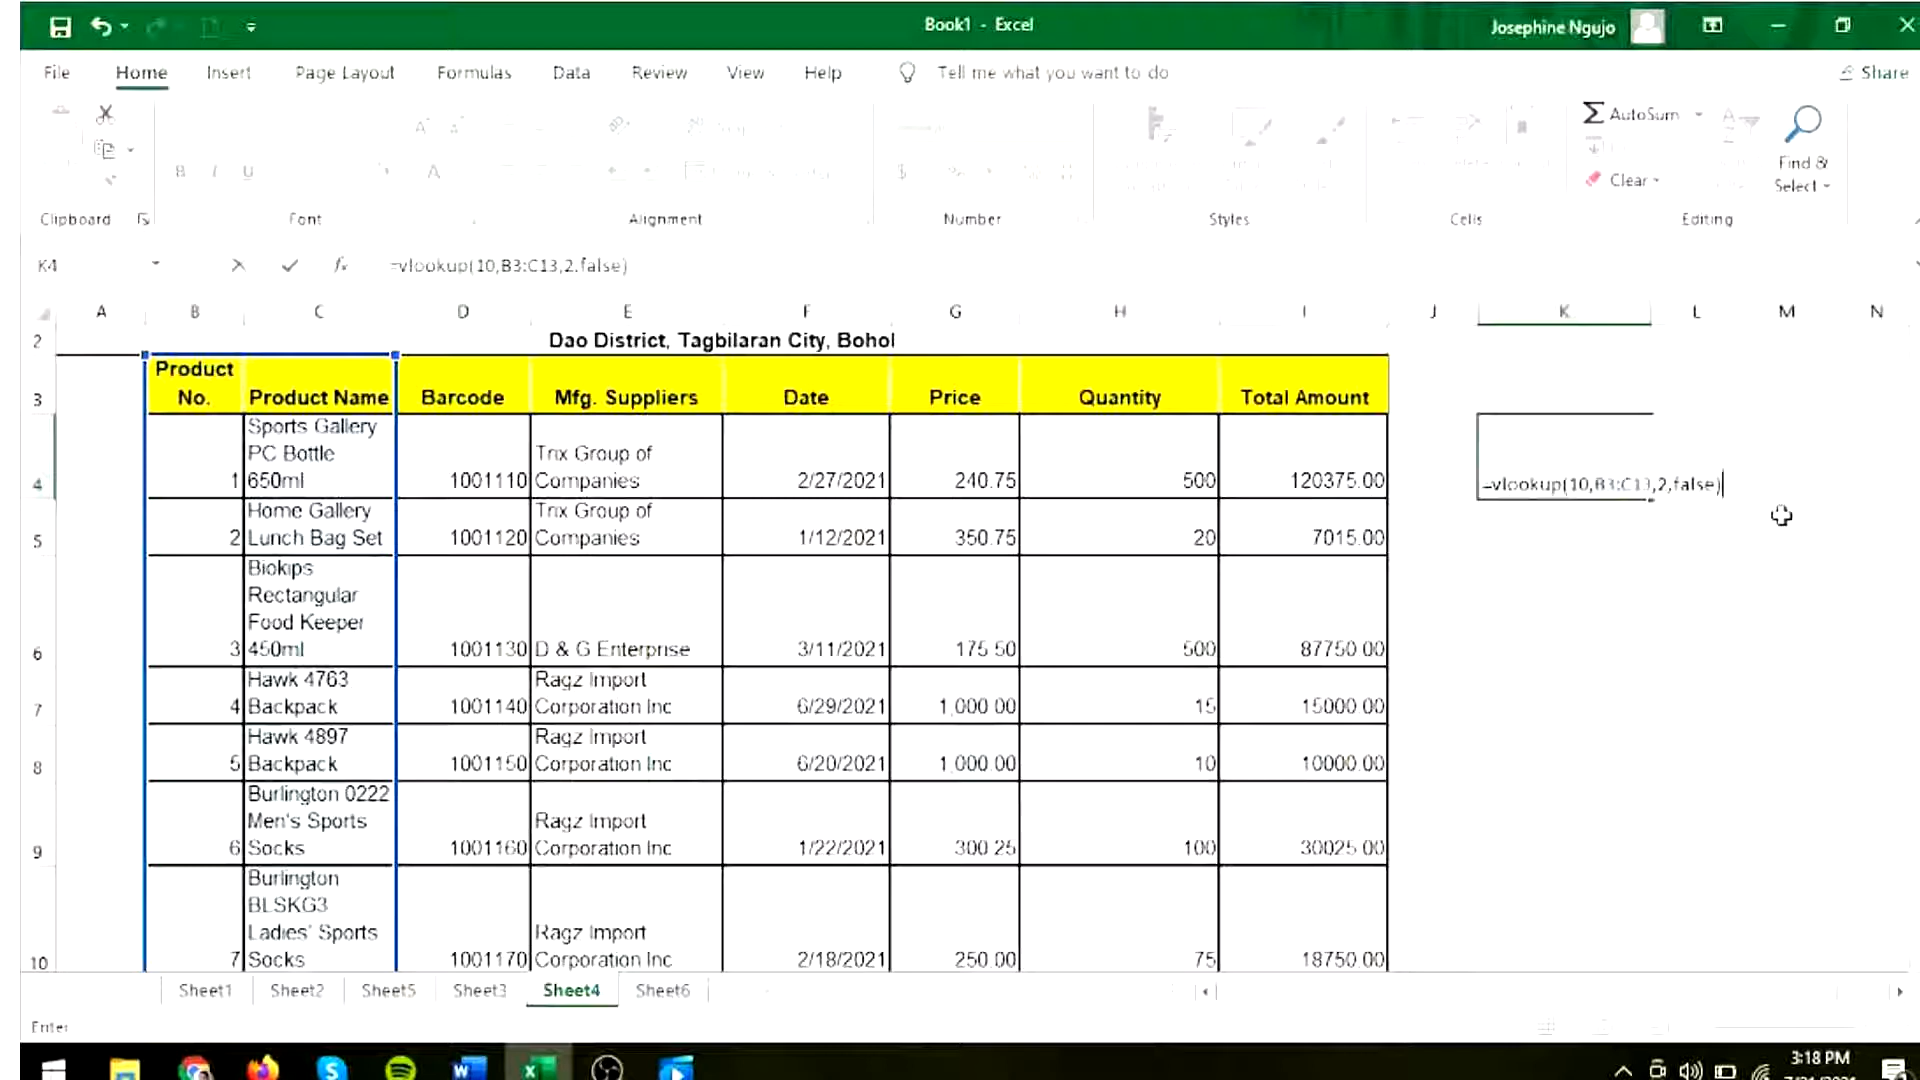 Book1 - Excel
Josephine Ngujo
File Home Insert Page Layout Formulas Data Review View Help Tell me what you want to do Share
AutoSum
Find &
Select
Clear
B I U
Clipboard Font Alignment Number Styles Cells Editing
K4 fx =vlookup(10,B3:C13,2,false)
A B C D E F G H I J K L M N
2 Dao District, Tagbilaran City, Bohol
Product
3 No. Product Name Barcode Mfg. Suppliers Date Price Quantity Total Amount
Sports Gallery
PC Bottle Trix Group of
4 1 650ml 1001110 Companies 2/27/2021 240.75 500 120375.00 =vlookup(10,B3:C13,2,false)
Home Gallery Trix Group of
5 2 Lunch Bag Set 1001120 Companies 1/12/2021 350.75 20 7015.00
Biokips
Rectangular
Food Keeper
6 3 450ml 1001130 D & G Enterprise 3/11/2021 175.50 500 87750.00
Hawk 4763 Ragz Import
7 4 Backpack 1001140 Corporation Inc 6/29/2021 1,000.00 15 15000.00
Hawk 4897 Ragz Import
8 5 Backpack 1001150 Corporation Inc 6/20/2021 1,000.00 10 10000.00
Burlington 0222
Men's Sports Ragz Import
9 6 Socks 1001160 Corporation Inc 1/22/2021 300.25 100 30025.00
Burlington
BLSKG3
Ladies' Sports Ragz Import
10 7 Socks 1001170 Corporation Inc 2/18/2021 250.00 75 18750.00
Sheet1 Sheet2 Sheet5 Sheet3 Sheet4 Sheet6
Enter
3:18 PM